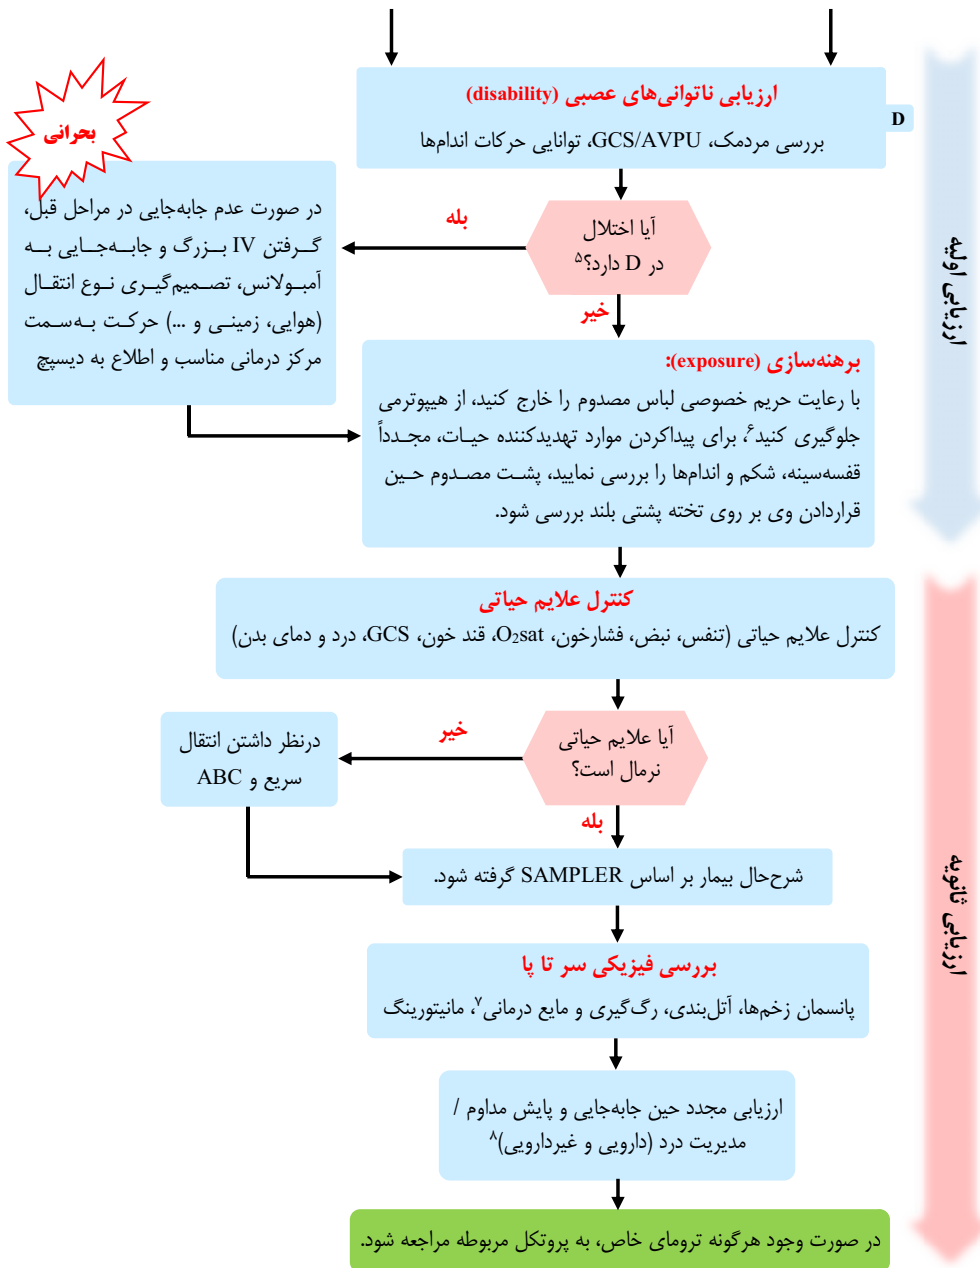 ارزیابی ناتوانی‌های عصبی (disability)
بررسی مردمک، GCS/AVPU، توانایی حرکات اندام‌ها
D
بحرانی
آیا اختلال
در D دارد؟۵
بله
در صورت عدم جابه‌جایی در مراحل قبل،
گرفتن IV بزرگ و جابه‌جایی به
آمبولانس، تصمیم‌گیری نوع انتقال
(هوایی، زمینی و ...) حرکت به‌سمت
مرکز درمانی مناسب و اطلاع به دیسپچ
خیر
برهنه‌سازی (exposure):
با رعایت حریم خصوصی لباس مصدوم را خارج کنید، از هیپوترمی
جلوگیری کنید۶، برای پیداکردن موارد تهدیدکننده حیات، مجدداً
قفسه‌سینه، شکم و اندام‌ها را بررسی نمایید، پشت مصدوم حین
قراردادن وی بر روی تخته پشتی بلند بررسی شود.
ارزیابی اولیه
کنترل علایم حیاتی
کنترل علایم حیاتی (تنفس، نبض، فشارخون، O₂sat، قند خون، GCS، درد و دمای بدن)
آیا علایم حیاتی
نرمال است؟
خیر
درنظر داشتن انتقال
سریع و ABC
بله
شرح‌حال بیمار بر اساس SAMPLER گرفته شود.
بررسی فیزیکی سر تا پا
پانسمان زخم‌ها، آتل‌بندی، رگ‌گیری و مایع درمانی۷، مانیتورینگ
ارزیابی مجدد حین جابه‌جایی و پایش مداوم /
مدیریت درد (دارویی و غیردارویی)۸
در صورت وجود هرگونه ترومای خاص، به پروتکل مربوطه مراجعه شود.
ارزیابی ثانویه